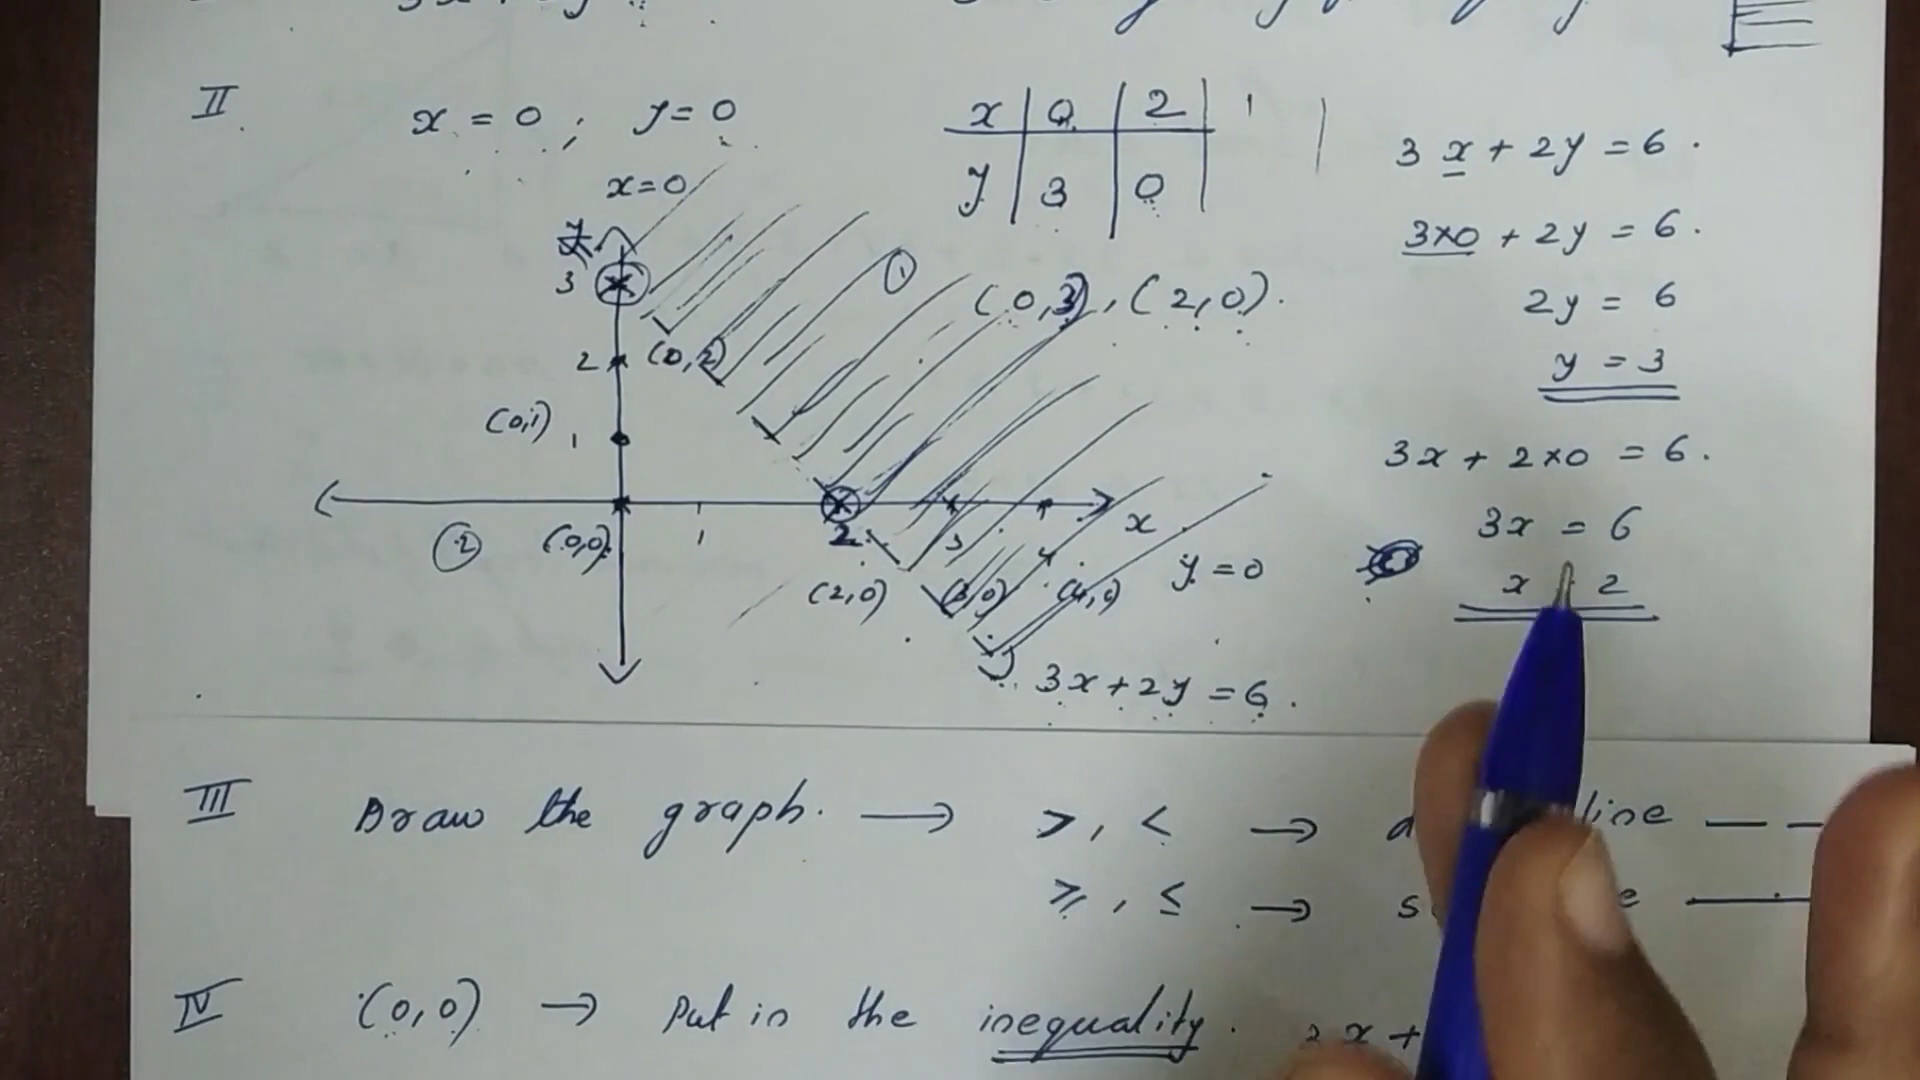 II
x = 0 ; y = 0
x | 0 | 2
y | 3 | 0
3x + 2y = 6.
3×0 + 2y = 6.
2y = 6
y = 3
3x + 2×0 = 6.
3x = 6
x 2
x=0
y
3
①
(0,3), (2,0).
2
(0,2)
(0,1) 1
② (0,0) 1 2 3 4 x
(2,0) (3,0) (4,0) y = 0
3x + 2y = 6.
III Draw the graph. → >, < → line — —
≥, ≤ →
IV (0,0) → Put in the inequality. 3x +